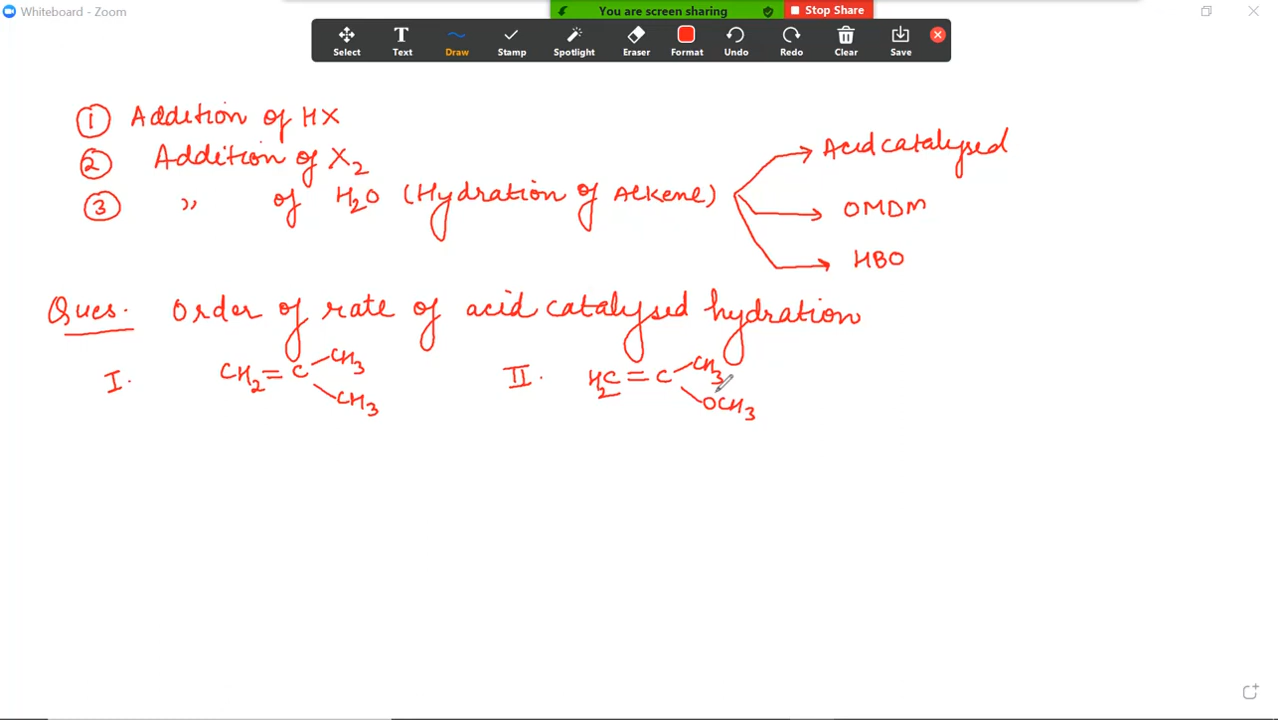 Whiteboard - Zoom
You are screen sharing
Stop Share
Select Text Draw Stamp Spotlight Eraser Format Undo Redo Clear Save
① Addition of HX
② Addition of X₂
③ " of H₂O (Hydration of Alkene)
Acid catalysed
OMDM
HBO
Ques. Order of rate of acid catalysed hydration
I. CH₂=C CH₃ CH₃
II. H₂C=C CH₃ OCH₃